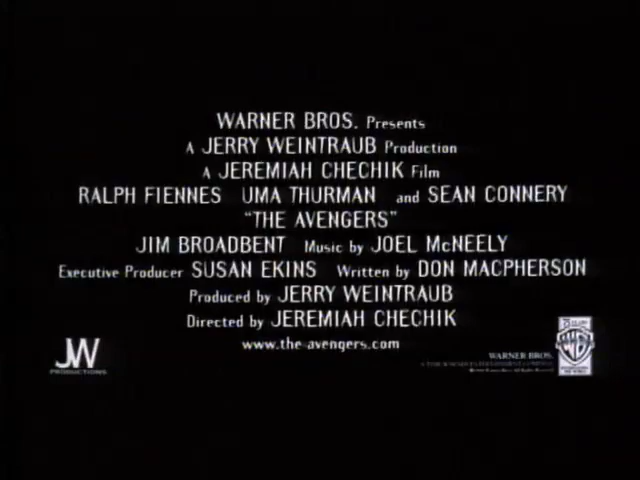 WARNER BROS. Presents
A JERRY WEINTRAUB Production
A JEREMIAH CHECHIK Film
RALPH FIENNES UMA THURMAN and SEAN CONNERY
"THE AVENGERS"
JIM BROADBENT Music by JOEL McNEELY
Executive Producer SUSAN EKINS Written by DON MACPHERSON
Produced by JERRY WEINTRAUB
Directed by JEREMIAH CHECHIK
www.the-avengers.com
JW
PRODUCTIONS
WARNER BROS.
WB